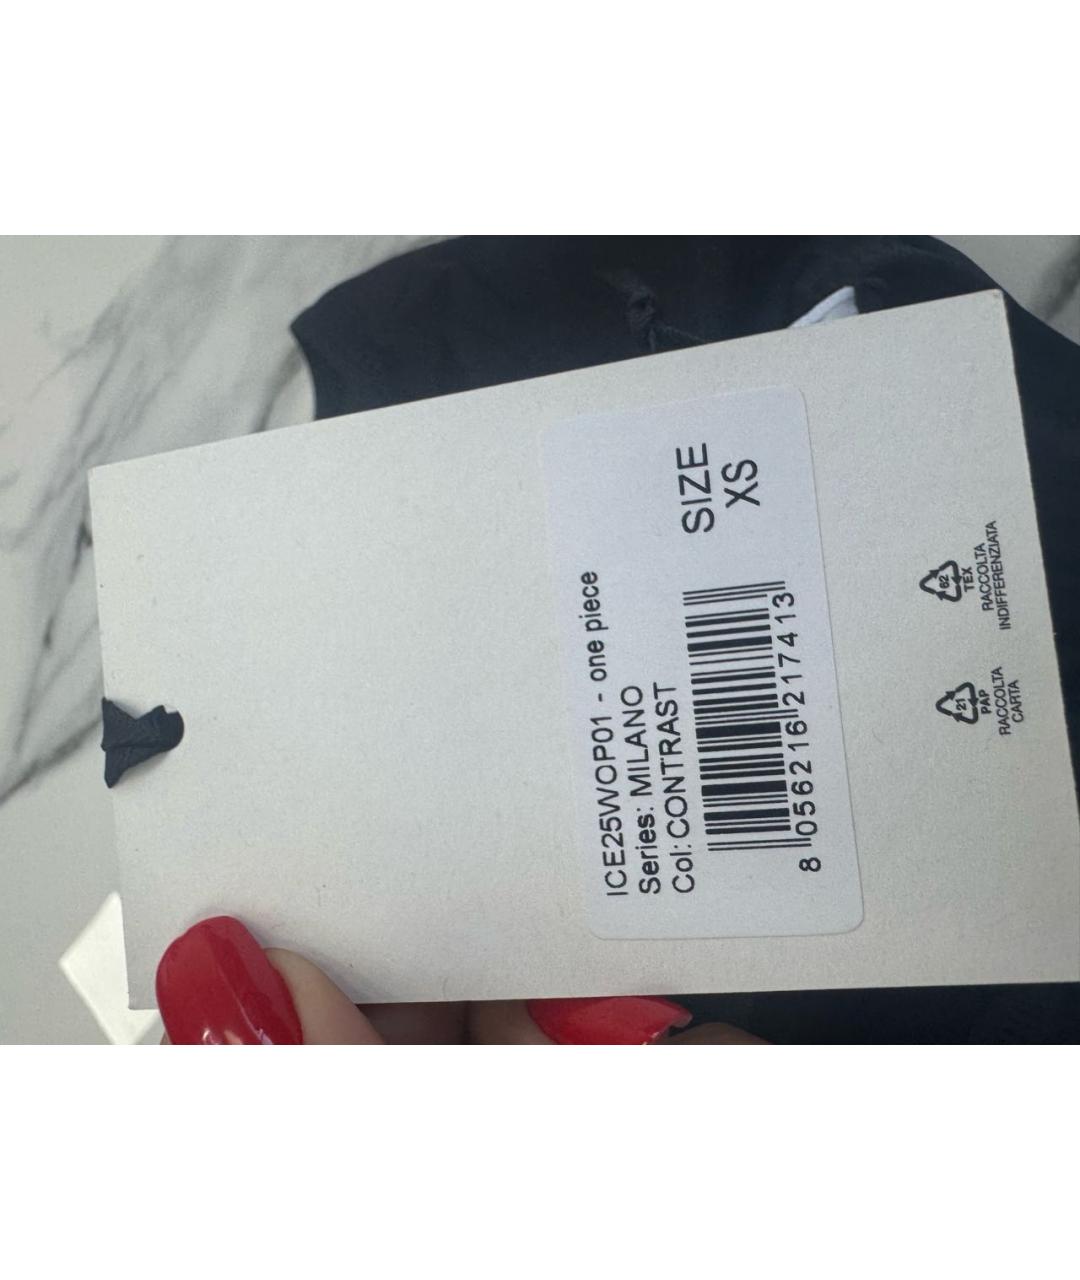 ICE25WOP01 - one piece
Series: MILANO
Col: CONTRAST
SIZE
XS
8 056216 217413
21
PAP
RACCOLTA
CARTA
62
TEX
RACCOLTA
INDIFFERENZIATA